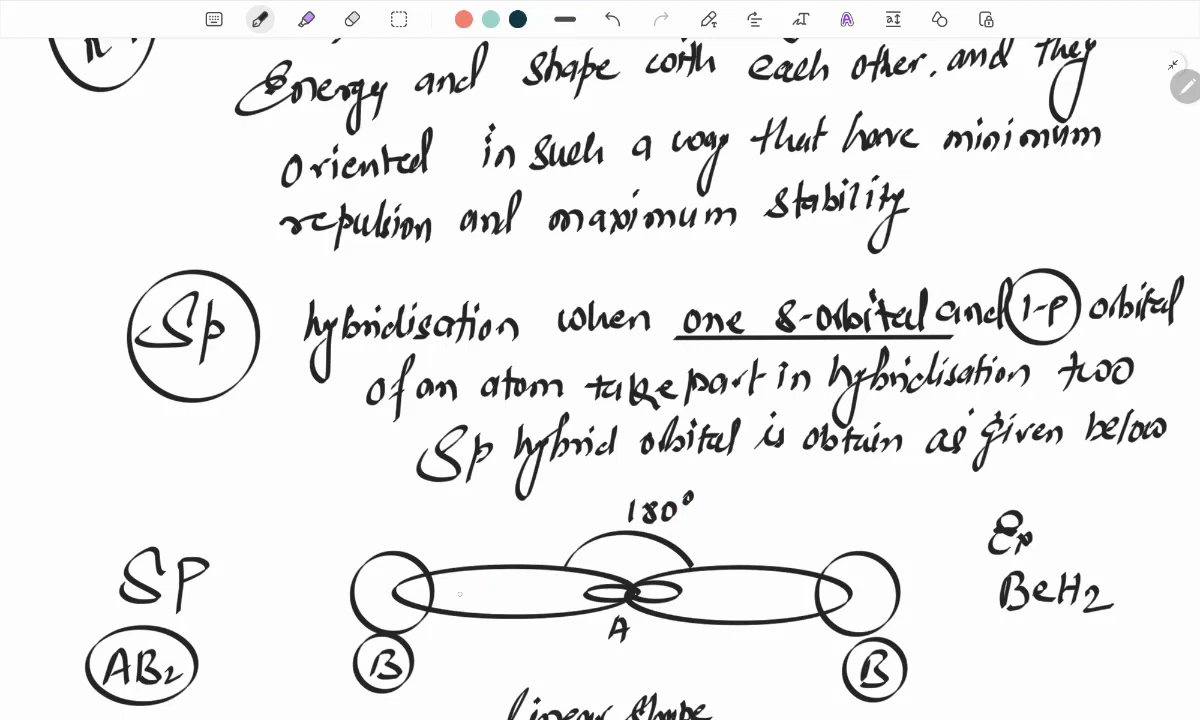 Energy and shape with each other. and they
oriented in such a way that have minimum
repulsion and maximum stability
Sp hybridisation when one s-orbital and 1-p orbital
of an atom take part in hybridisation two
Sp hybrid orbital is obtain as given below
180°
Ex
SP
BeH2
A
AB2
B
B
linear shape